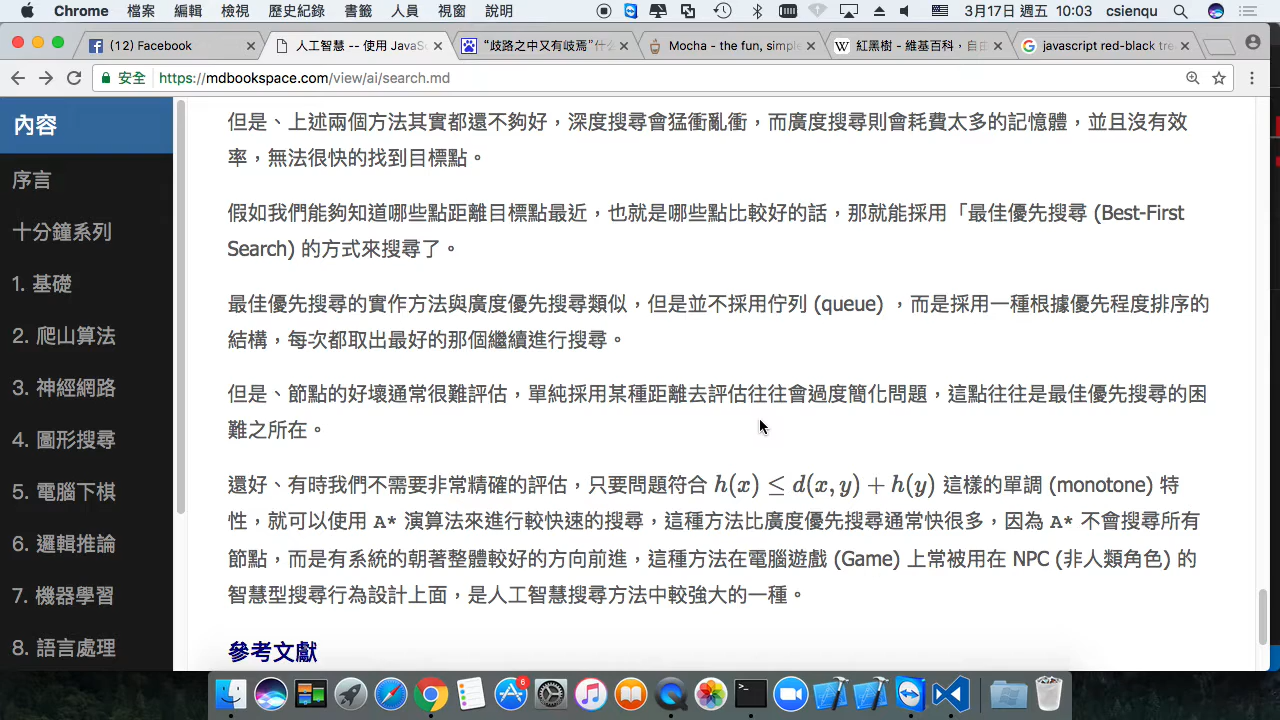 Chrome 檔案 編輯 檢視 歷史紀錄 書籤 人員 視窗 說明 3月17日 週五 10:03 csienqu
(12) Facebook
人工智慧 -- 使用 JavaSc
“歧路之中又有歧焉”什么
Mocha - the fun, simple
紅黑樹 - 維基百科，自由
javascript red-black tre
安全 https://mdbookspace.com/view/ai/search.md
內容
序言
十分鐘系列
1. 基礎
2. 爬山算法
3. 神經網路
4. 圖形搜尋
5. 電腦下棋
6. 邏輯推論
7. 機器學習
8. 語言處理
但是、上述兩個方法其實都還不夠好，深度搜尋會猛衝亂衝，而廣度搜尋則會耗費太多的記憶體，並且沒有效
率，無法很快的找到目標點。
假如我們能夠知道哪些點距離目標點最近，也就是哪些點比較好的話，那就能採用「最佳優先搜尋 (Best-First
Search) 的方式來搜尋了。
最佳優先搜尋的實作方法與廣度優先搜尋類似，但是並不採用佇列 (queue) ，而是採用一種根據優先程度排序的
結構，每次都取出最好的那個繼續進行搜尋。
但是、節點的好壞通常很難評估，單純採用某種距離去評估往往會過度簡化問題，這點往往是最佳優先搜尋的困
難之所在。
還好、有時我們不需要非常精確的評估，只要問題符合 h(x) ≤ d(x, y) + h(y) 這樣的單調 (monotone) 特
性，就可以使用 A* 演算法來進行較快速的搜尋，這種方法比廣度優先搜尋通常快很多，因為 A* 不會搜尋所有
節點，而是有系統的朝著整體較好的方向前進，這種方法在電腦遊戲 (Game) 上常被用在 NPC (非人類角色) 的
智慧型搜尋行為設計上面，是人工智慧搜尋方法中較強大的一種。
參考文獻
6